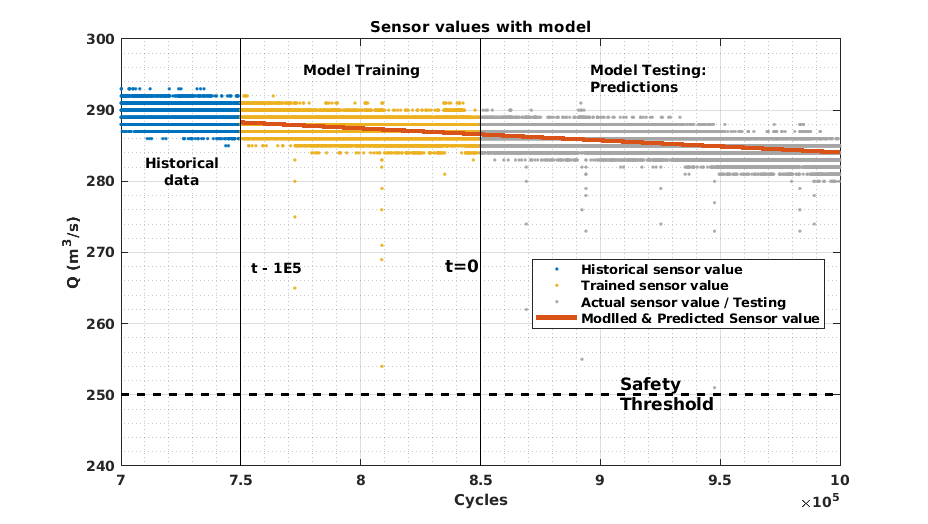 Sensor values with model
300
290
280
270
260
250
240
Q (m³/s)
Model Training
Model Testing:
Predictions
Historical
data
t - 1E5
t=0
Historical sensor value
Trained sensor value
Actual sensor value / Testing
Modlled & Predicted Sensor value
Safety
Threshold
7 7.5 8 8.5 9 9.5 10
Cycles
×10⁵